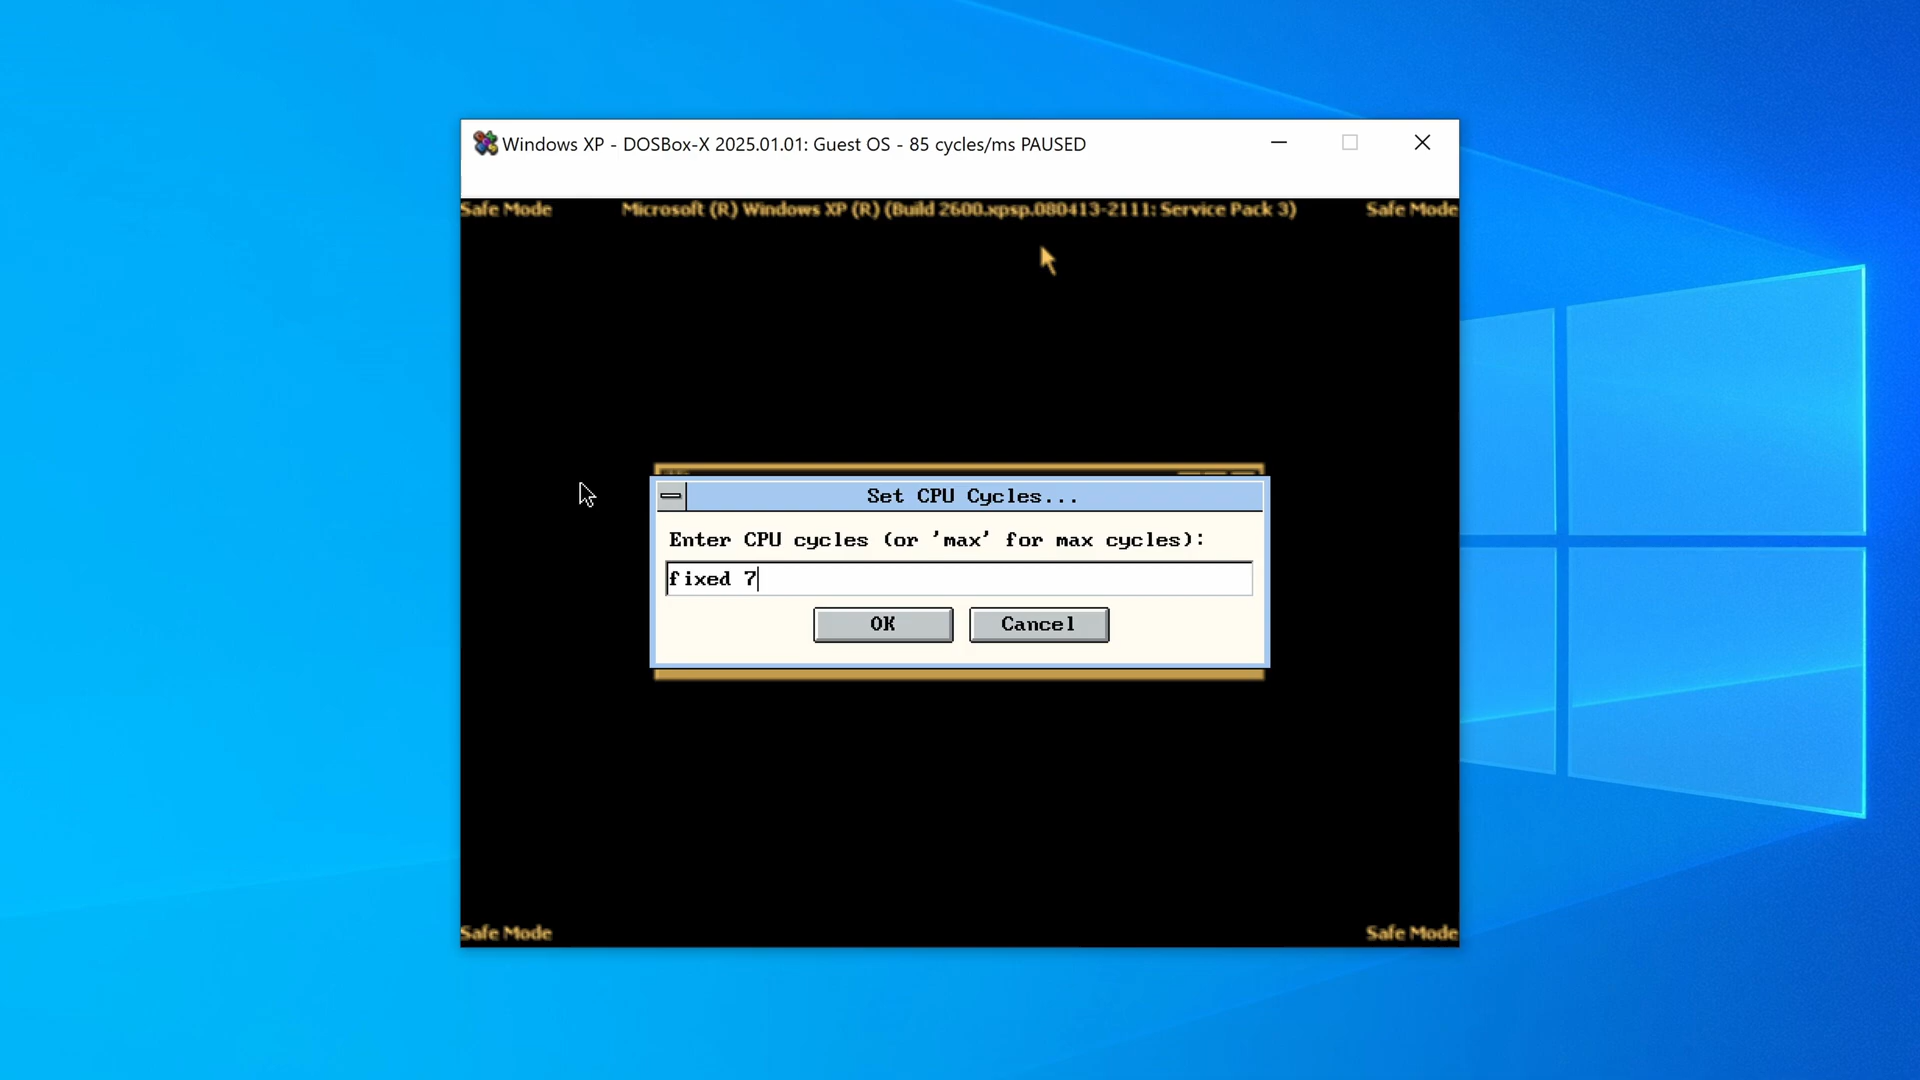 Windows XP - DOSBox-X 2025.01.01: Guest OS - 85 cycles/ms PAUSED
Safe Mode Microsoft (R) Windows XP (R) (Build 2600.xpsp.080413-2111: Service Pack 3) Safe Mode
Set CPU Cycles...
Enter CPU cycles (or 'max' for max cycles):
fixed 7
OK Cancel
Safe Mode Safe Mode